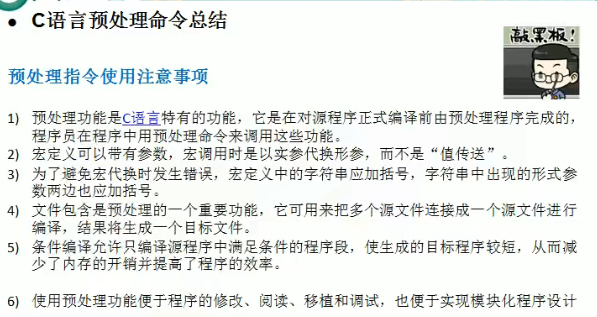 ● C语言预处理命令总结
敲黑板!
预处理指令使用注意事项
1) 预处理功能是C语言特有的功能，它是在对源程序正式编译前由预处理程序完成的，
程序员在程序中用预处理命令来调用这些功能。
2) 宏定义可以带有参数，宏调用时是以实参代换形参，而不是“值传送”。
3) 为了避免宏代换时发生错误，宏定义中的字符串应加括号，字符串中出现的形式参
数两边也应加括号。
4) 文件包含是预处理的一个重要功能，它可用来把多个源文件连接成一个源文件进行
编译，结果将生成一个目标文件。
5) 条件编译允许只编译源程序中满足条件的程序段，使生成的目标程序较短，从而减
少了内存的开销并提高了程序的效率。
6) 使用预处理功能便于程序的修改、阅读、移植和调试，也便于实现模块化程序设计